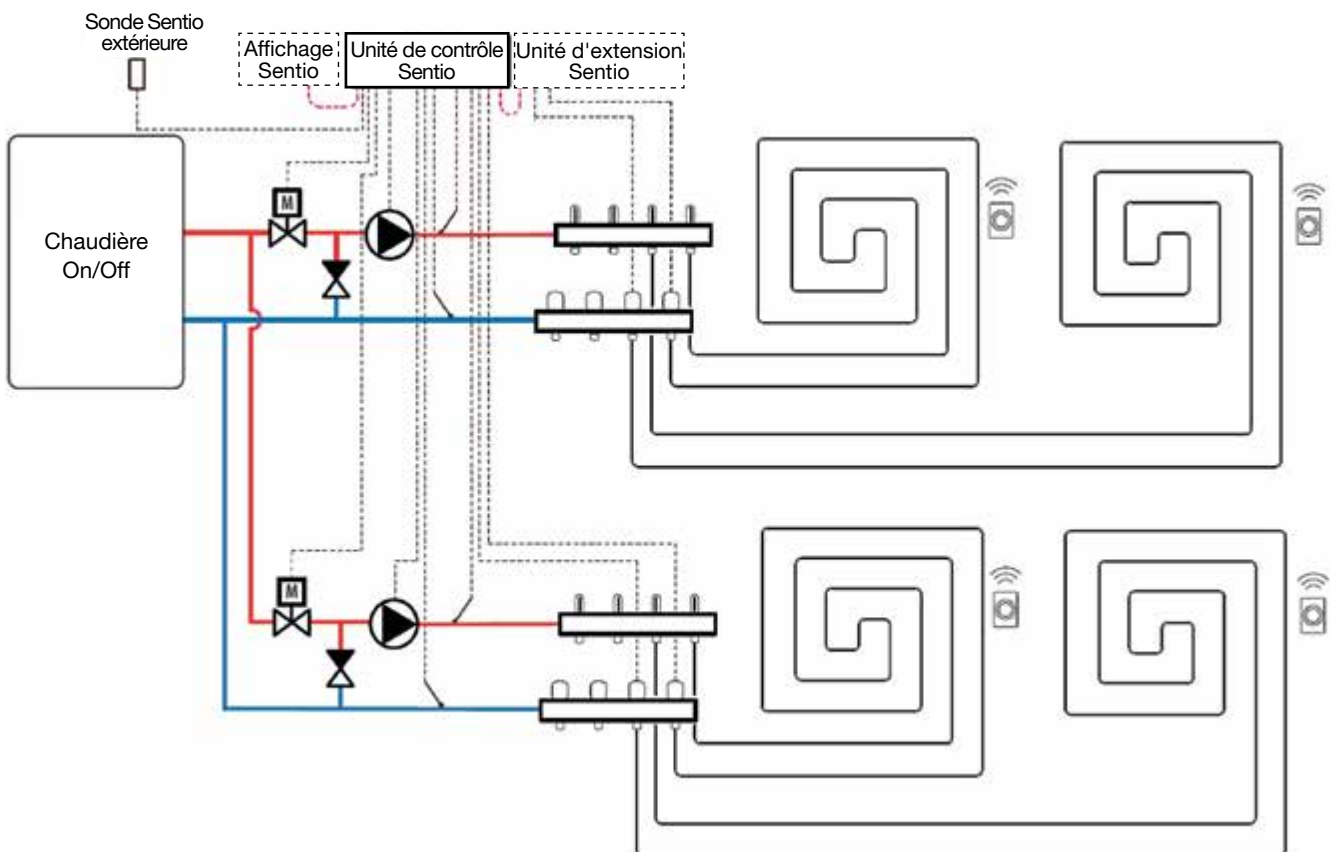 Sonde Sentio
extérieure
Affichage
Sentio
Unité de contrôle
Sentio
Unité d'extension
Sentio
M
Chaudière
On/Off
M